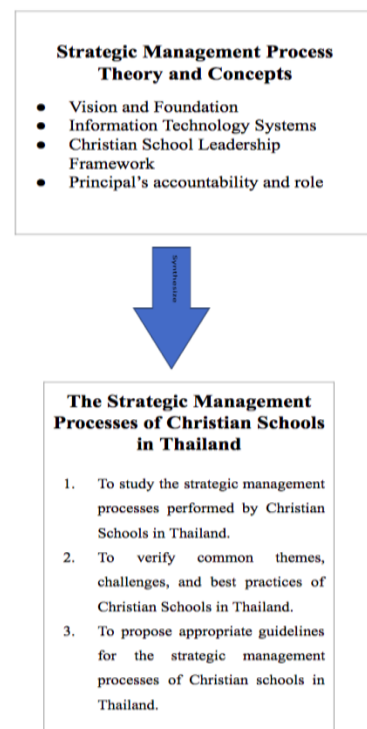 Strategic Management Process
Theory and Concepts
● Vision and Foundation
● Information Technology Systems
● Christian School Leadership
Framework
● Principal's accountability and role
Synthesize
The Strategic Management
Processes of Christian Schools
in Thailand
1. To study the strategic management
processes performed by Christian
Schools in Thailand.
2. To verify common themes,
challenges, and best practices of
Christian Schools in Thailand.
3. To propose appropriate guidelines
for the strategic management
processes of Christian schools in
Thailand.